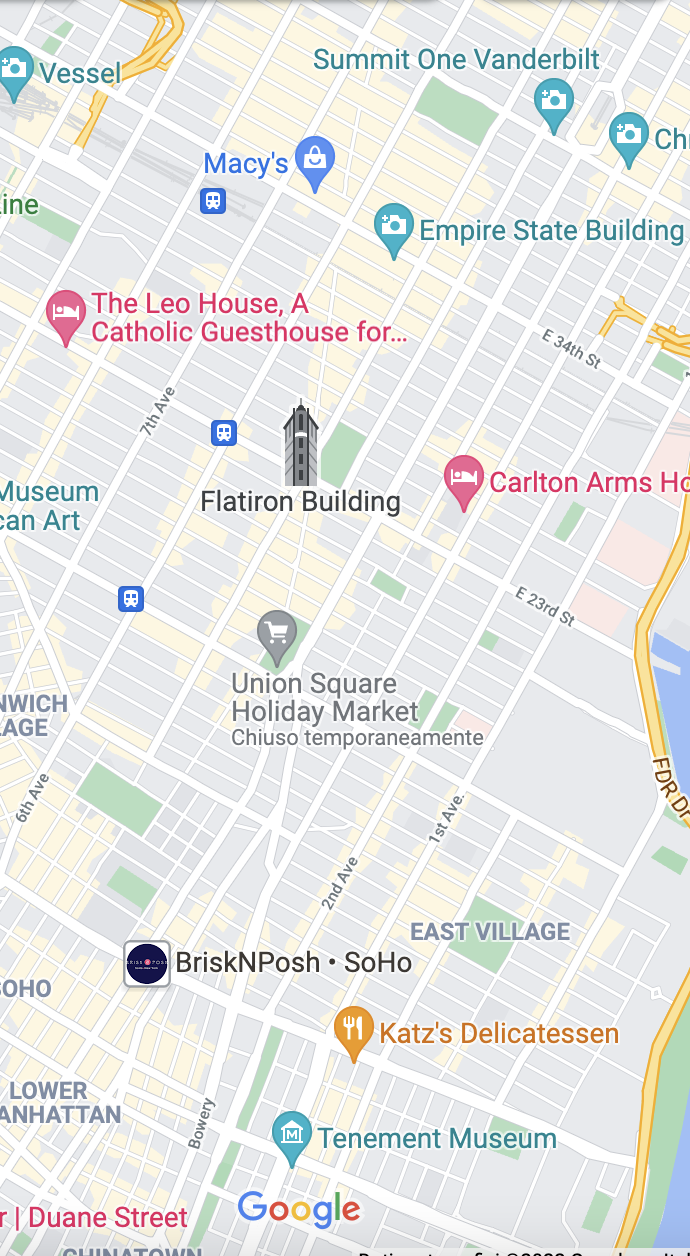 Summit One Vanderbilt
Vessel
Chr
Macy's
Line
Empire State Building
The Leo House, A
Catholic Guesthouse for...
E 34th St
7th Ave
Museum
can Art
Flatiron Building
Carlton Arms Ho
E 23rd St
Union Square
Holiday Market
Chiuso temporaneamente
NWICH
LAGE
6th Ave
FDR Dr
1st Ave.
2nd Ave
EAST VILLAGE
BriskNPosh • SoHo
SOHO
Katz's Delicatessen
LOWER
ANHATTAN
Bowery
Tenement Museum
r | Duane Street
Google
CHINATOWN